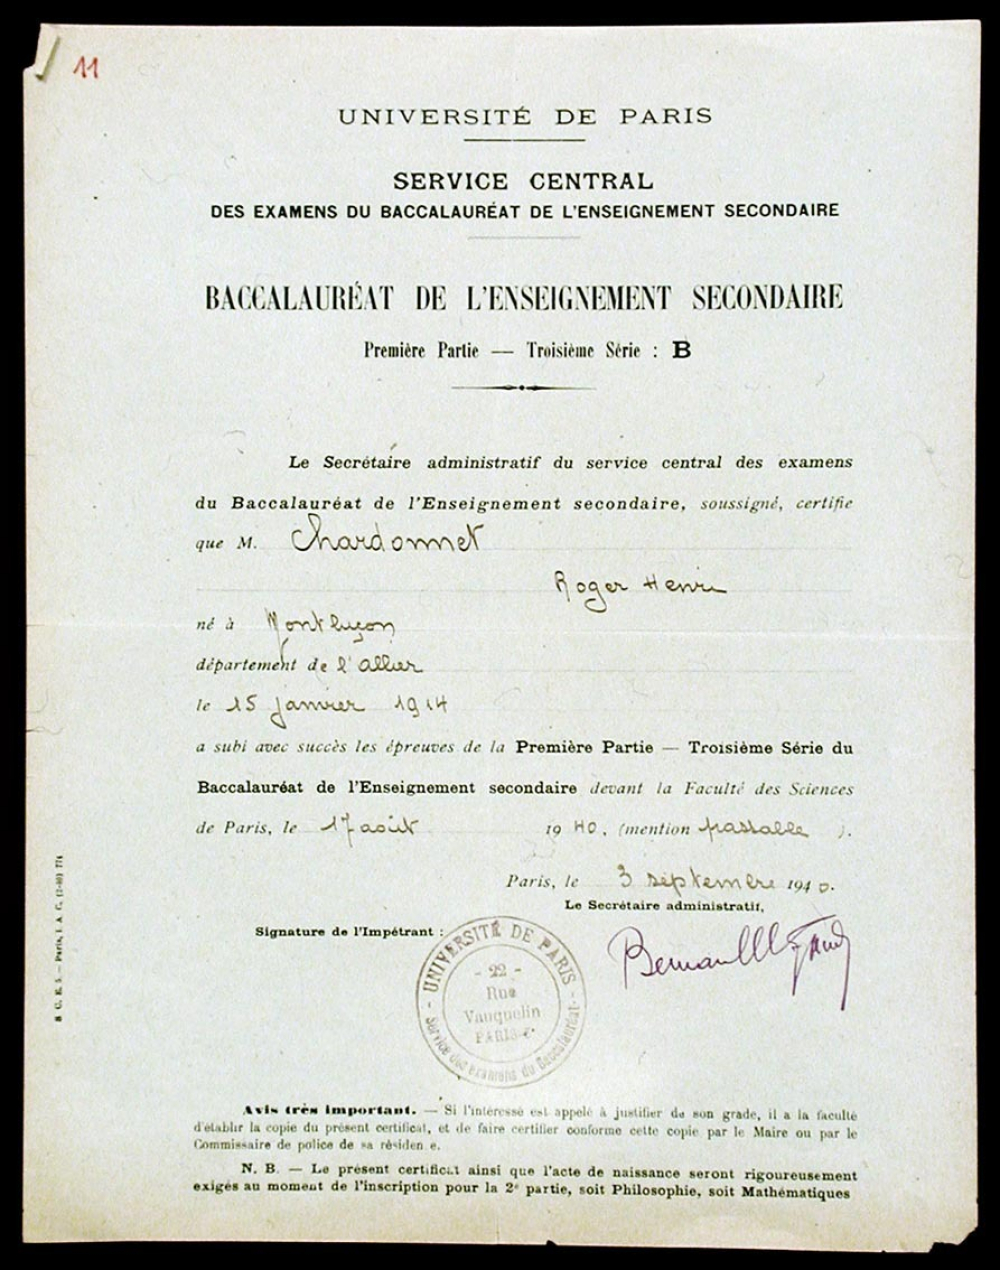 11
UNIVERSITÉ DE PARIS
SERVICE CENTRAL
DES EXAMENS DU BACCALAURÉAT DE L'ENSEIGNEMENT SECONDAIRE
BACCALAURÉAT DE L'ENSEIGNEMENT SECONDAIRE
Première Partie — Troisième Série : B
Le Secrétaire administratif du service central des examens
du Baccalauréat de l'Enseignement secondaire, soussigné, certifie
que M. Chardonnet
Roger Henri
né à Montluçon
département de l'allier
le 15 janvier 1914
a subi avec succès les épreuves de la Première Partie — Troisième Série du
Baccalauréat de l'Enseignement secondaire devant la Faculté des Sciences
de Paris, le 17 août 1940. (mention passable ).
Paris, le 3 septembre 1940.
Le Secrétaire administratif,
Signature de l'Impétrant :
UNIVERSITÉ DE PARIS
- 22 -
Rue
Vauquelin
PARIS
Service des examens du Baccalauréat
Avis très important. — Si l'intéressé est appelé à justifier de son grade, il a la faculté
d'établir la copie du présent certificat, et de faire certifier conforme cette copie par le Maire ou par le
Commissaire de police de sa résiden e.
N. B. — Le présent certificat ainsi que l'acte de naissance seront rigoureusement
exigés au moment de l'inscription pour la 2e partie, soit Philosophie, soit Mathématiques